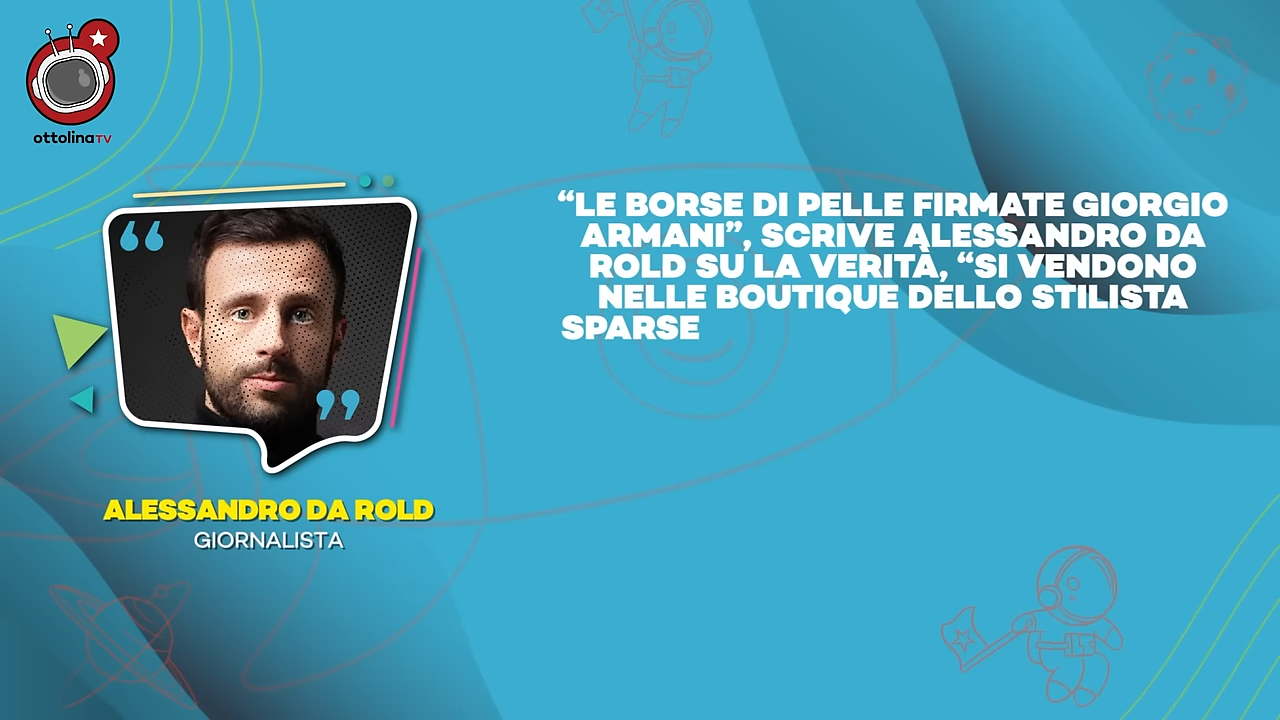 ottolinaTV
“LE BORSE DI PELLE FIRMATE GIORGIO
ARMANI”, SCRIVE ALESSANDRO DA
ROLD SU LA VERITÀ, “SI VENDONO
NELLE BOUTIQUE DELLO STILISTA
SPARSE
ALESSANDRO DA ROLD
GIORNALISTA